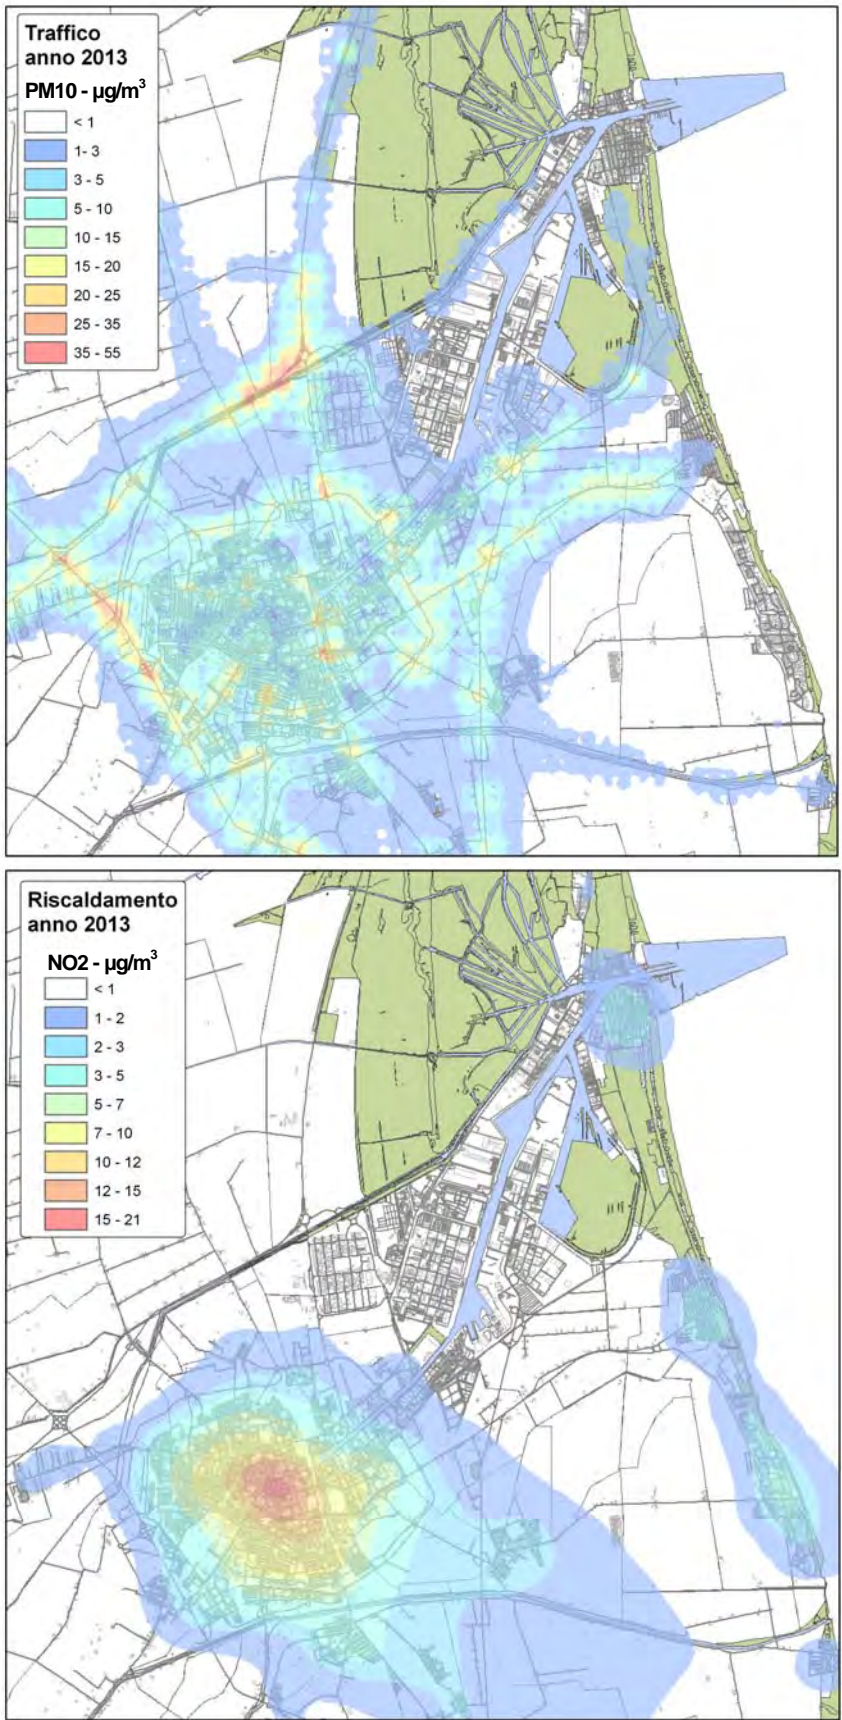 Traffico
anno 2013
PM10 - µg/m³
< 1
1 - 3
3 - 5
5 - 10
10 - 15
15 - 20
20 - 25
25 - 35
35 - 55
Riscaldamento
anno 2013
NO2 - µg/m³
< 1
1 - 2
2 - 3
3 - 5
5 - 7
7 - 10
10 - 12
12 - 15
15 - 21